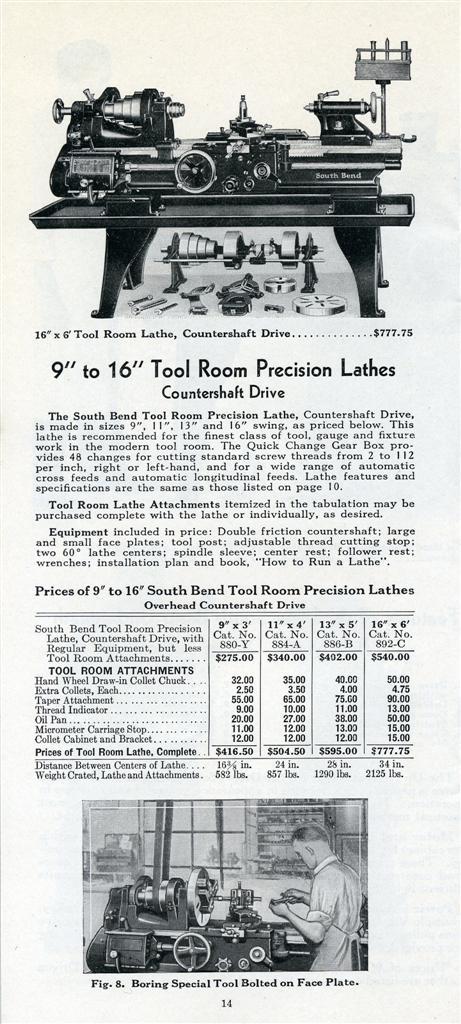 South Bend
16" x 6' Tool Room Lathe, Countershaft Drive..............$777.75
9" to 16" Tool Room Precision Lathes
Countershaft Drive
The South Bend Tool Room Precision Lathe, Countershaft Drive,
is made in sizes 9", 11", 13" and 16" swing, as priced below. This
lathe is recommended for the finest class of tool, gauge and fixture
work in the modern tool room. The Quick Change Gear Box pro-
vides 48 changes for cutting standard screw threads from 2 to 112
per inch, right or left-hand, and for a wide range of automatic
cross feeds and automatic longitudinal feeds. Lathe features and
specifications are the same as those listed on page 10.
Tool Room Lathe Attachments itemized in the tabulation may be
purchased complete with the lathe or individually, as desired.
Equipment included in price: Double friction countershaft; large
and small face plates; tool post; adjustable thread cutting stop;
two 60° lathe centers; spindle sleeve; center rest; follower rest;
wrenches; installation plan and book, "How to Run a Lathe".
Prices of 9" to 16" South Bend Tool Room Precision Lathes
Overhead Countershaft Drive
South Bend Tool Room Precision Lathe, Countershaft Drive, with Regular Equipment, but less Tool Room Attachments....... 9" x 3' Cat. No. 880-Y $275.00 11" x 4' Cat. No. 884-A $340.00 13" x 5' Cat. No. 886-B $402.00 16" x 6' Cat. No. 892-C $540.00
TOOL ROOM ATTACHMENTS
Hand Wheel Draw-in Collet Chuck.... 32.00 35.00 40.00 50.00
Extra Collets, Each................ 2.50 3.50 4.00 4.75
Taper Attachment................ 55.00 65.00 75.00 90.00
Thread Indicator................ 9.00 10.00 11.00 13.00
Oil Pan........................ 20.00 27.00 38.00 50.00
Micrometer Carriage Stop............ 11.00 12.00 13.00 15.00
Collet Cabinet and Bracket.......... 12.00 12.00 12.00 15.00
Prices of Tool Room Lathe, Complete.. $416.50 $504.50 $595.00 $777.75
Distance Between Centers of Lathe.... 16¾ in. 24 in. 28 in. 34 in.
Weight Crated, Lathe and Attachments. 582 lbs. 857 lbs. 1290 lbs. 2125 lbs.
Fig. 8. Boring Special Tool Bolted on Face Plate.
14